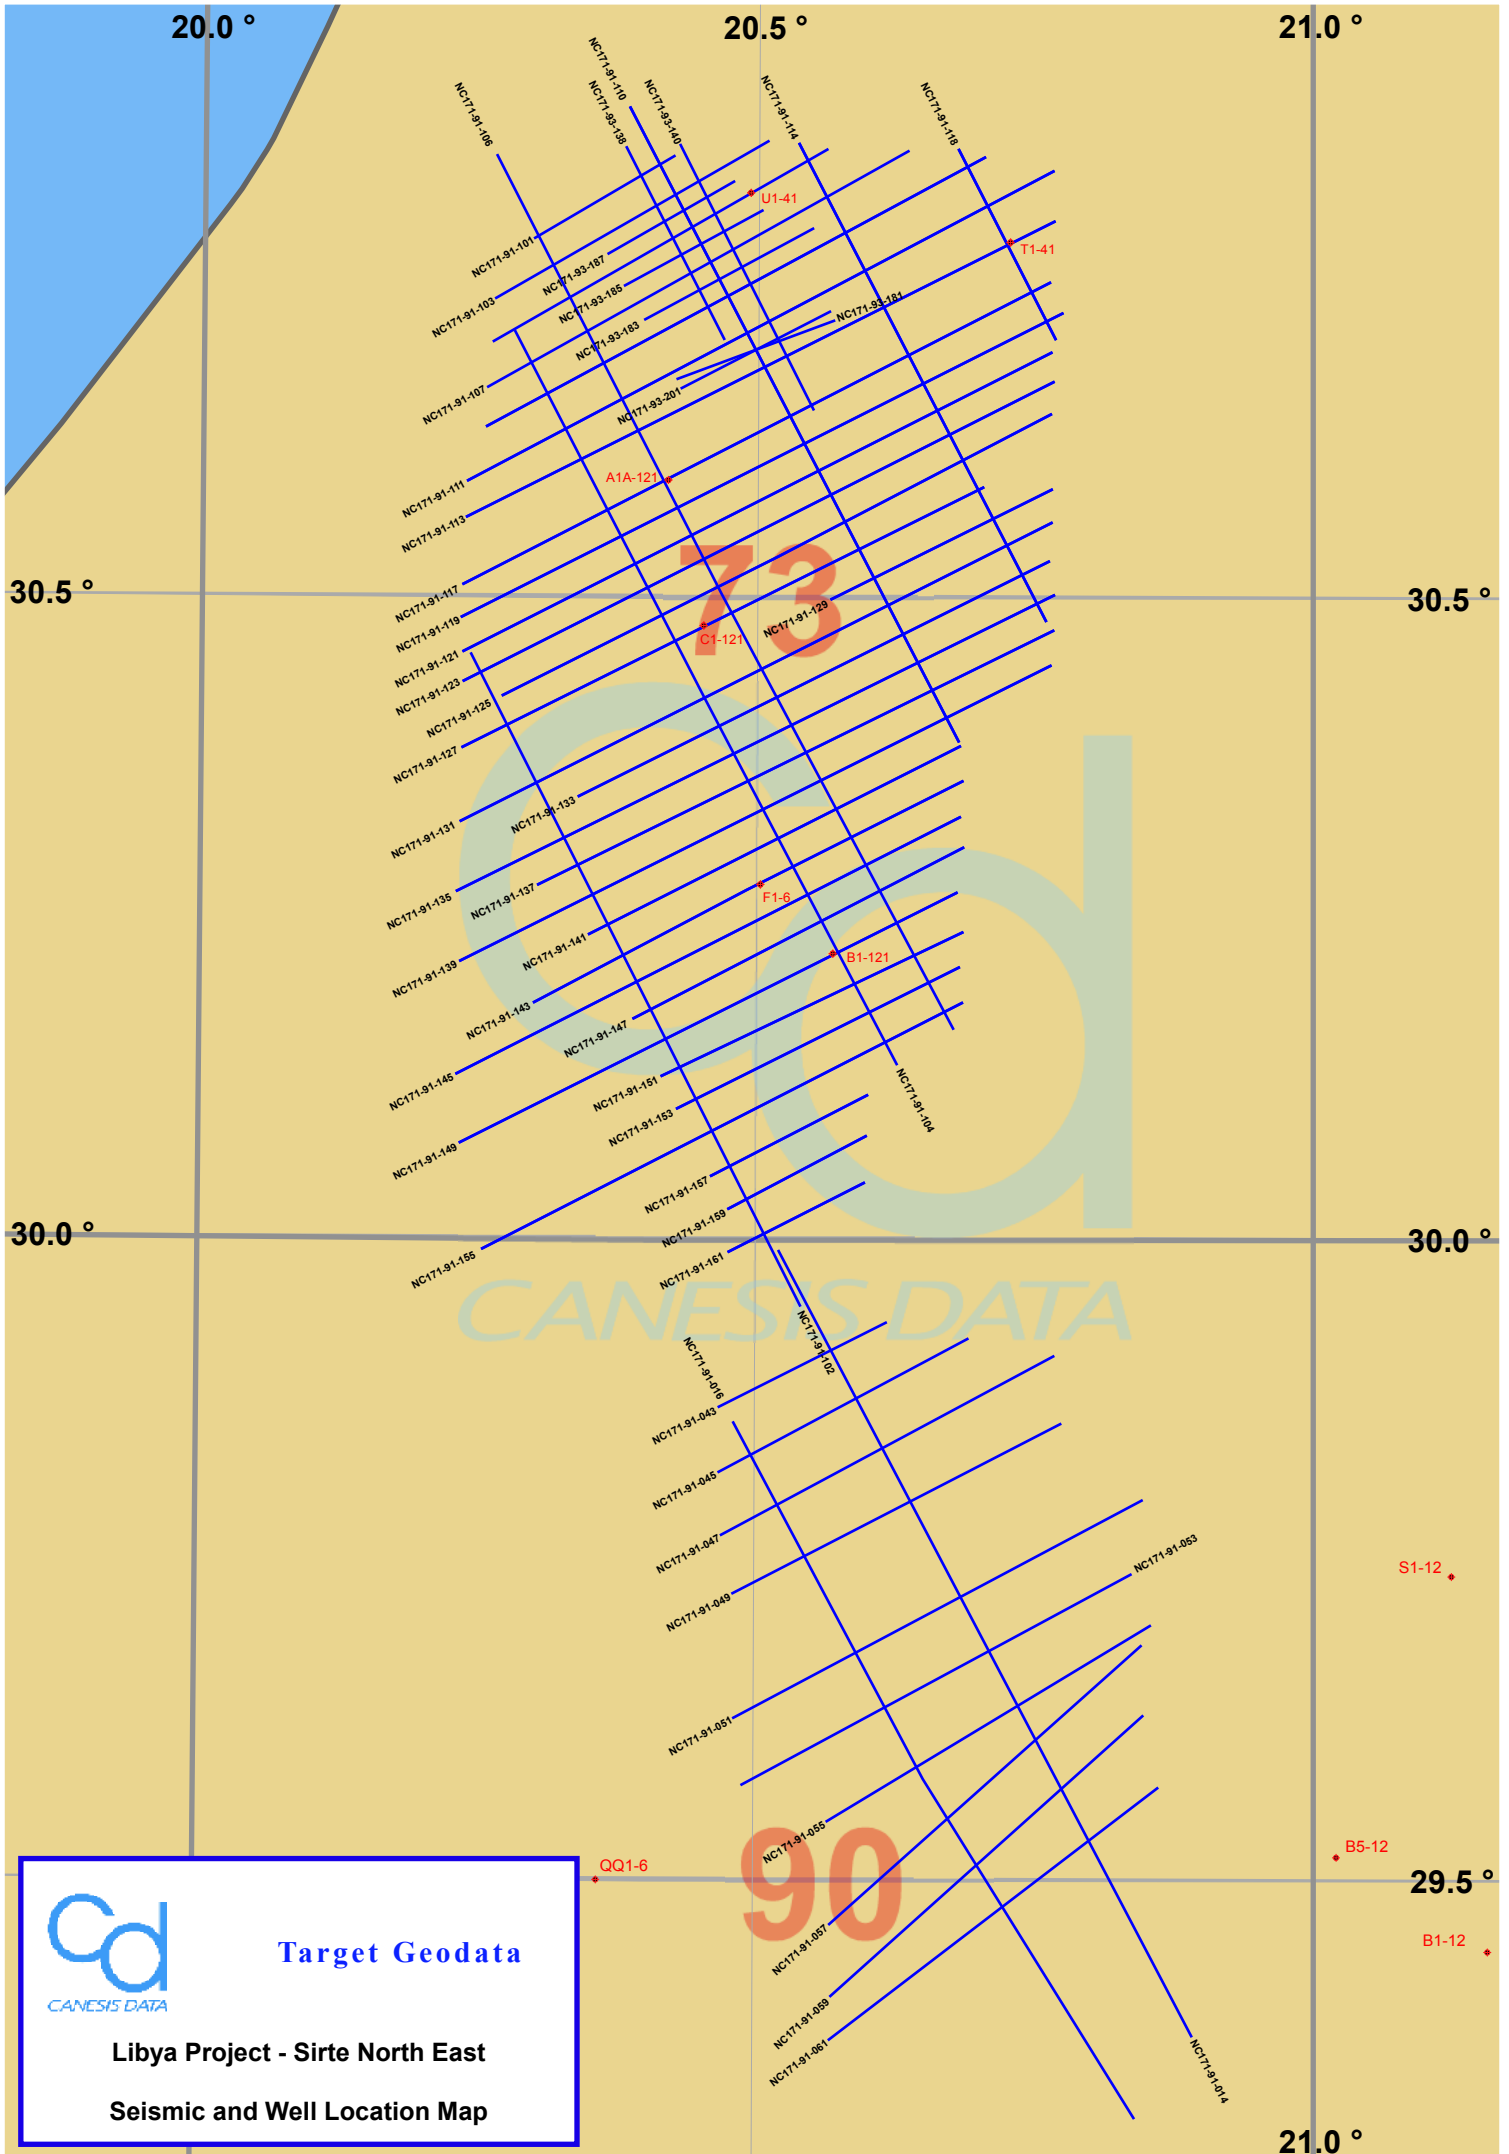 20.0 °
20.5 °
21.0 °
NC171-91-106
NC171-91-110
NC171-93-138
NC171-93-140
NC171-91-114
NC171-91-118
U1-41
T1-41
NC171-91-101
NC171-93-187
NC171-91-103
NC171-93-185
NC171-93-183
NC171-93-181
NC171-91-107
NC171-93-201
A1A-121
NC171-91-111
NC171-91-113
30.5 °
30.5 °
73
NC171-91-117
NC171-91-119
NC171-91-129
C1-121
NC171-91-121
NC171-91-123
NC171-91-125
NC171-91-127
NC171-91-133
NC171-91-131
NC171-91-137
F1-6
NC171-91-135
NC171-91-141
B1-121
NC171-91-139
NC171-91-143
NC171-91-147
NC171-91-145
NC171-91-151
NC171-91-104
NC171-91-153
NC171-91-149
NC171-91-157
NC171-91-159
30.0 °
30.0 °
NC171-91-155
NC171-91-161
CANESIS DATA
NC171-91-102
NC171-91-016
NC171-91-043
NC171-91-045
NC171-91-047
NC171-91-053
S1-12
NC171-91-049
NC171-91-051
NC171-91-055
90
B5-12
QQ1-6
29.5 °
B1-12
NC171-91-057
NC171-91-059
NC171-91-061
NC171-91-014
21.0 °
cd
CANESIS DATA
Target Geodata
Libya Project - Sirte North East
Seismic and Well Location Map